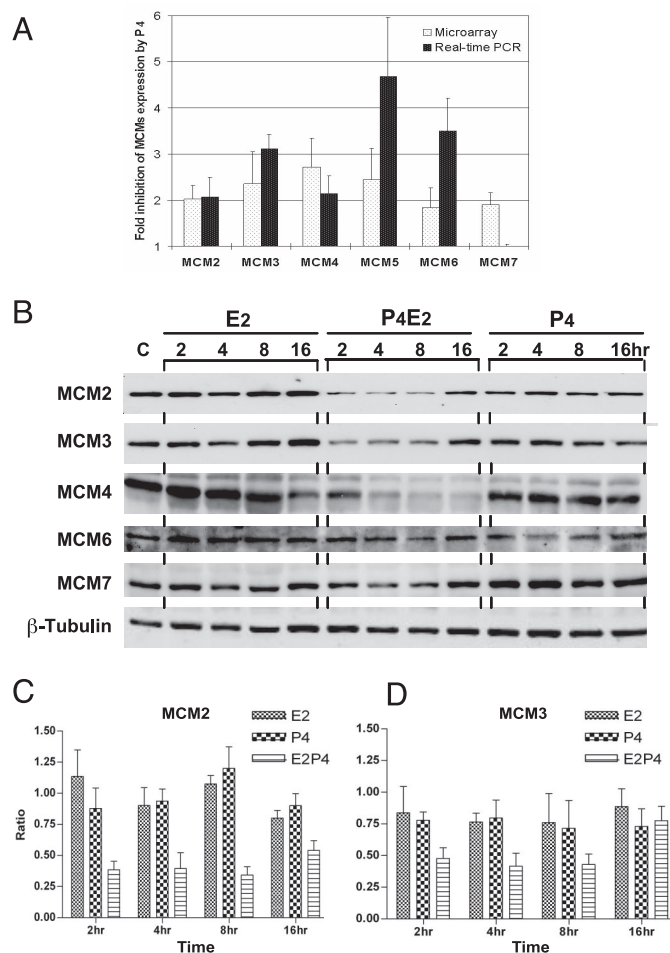 A
Fold inhibition of MCMs expression by P4
6
5
4
3
2
1
Microarray
Real-time PCR
MCM2 MCM3 MCM4 MCM5 MCM6 MCM7
B
E2 P4E2 P4
C 2 4 8 16 2 4 8 16 2 4 8 16hr
MCM2
MCM3
MCM4
MCM6
MCM7
β-Tubulin
C
MCM2
E2
P4
E2P4
Ratio
1.50
1.25
1.00
0.75
0.50
0.25
0.00
2hr 4hr 8hr 16hr
Time
D
MCM3
E2
P4
E2P4
1.50
1.25
1.00
0.75
0.50
0.25
0.00
2hr 4hr 8hr 16hr
Time